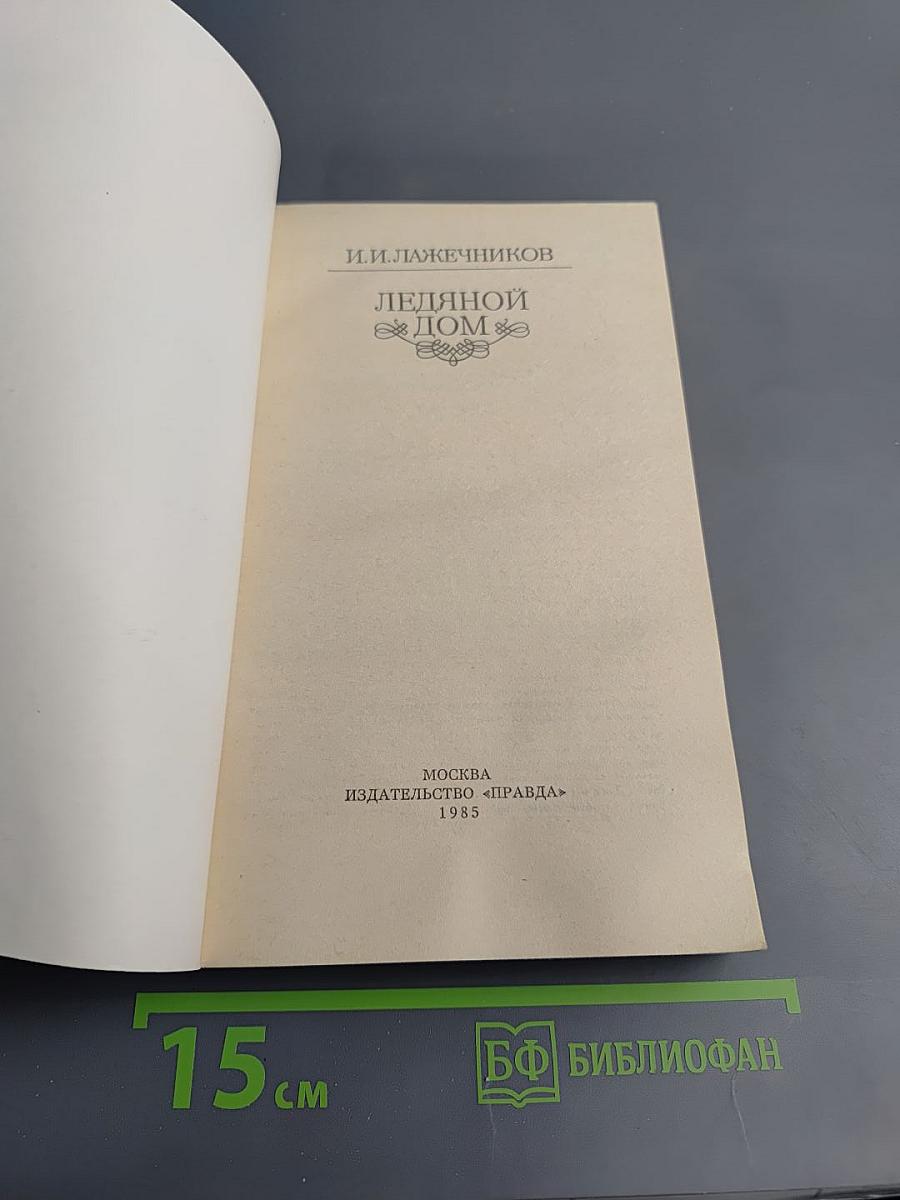 И.И.ЛАЖЕЧНИКОВ
ЛЕДЯНОЙ
ДОМ
МОСКВА
ИЗДАТЕЛЬСТВО «ПРАВДА»
1985
15 см
БФ БИБЛИОФАН